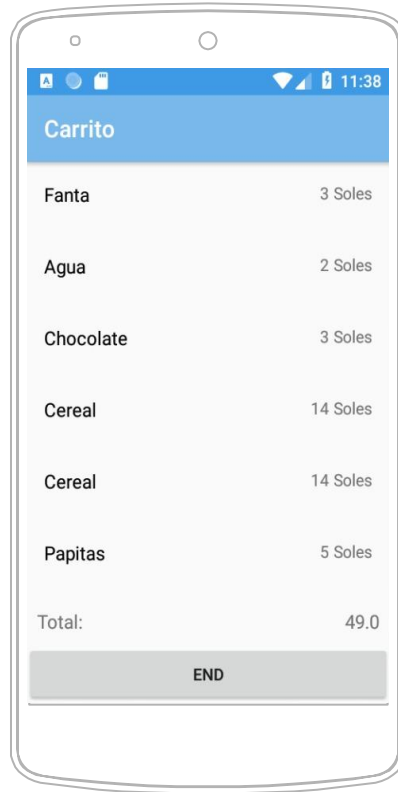 11:38
Carrito
Fanta 3 Soles
Agua 2 Soles
Chocolate 3 Soles
Cereal 14 Soles
Cereal 14 Soles
Papitas 5 Soles
Total: 49.0
END